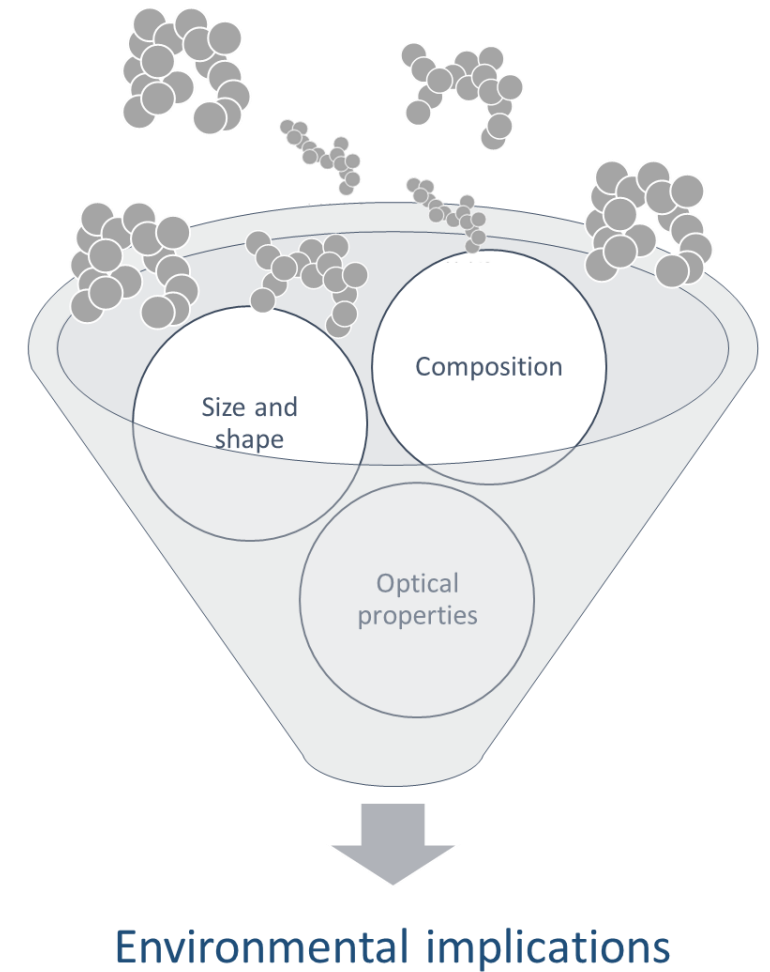 Composition
Size and
shape
Optical
properties
Environmental implications